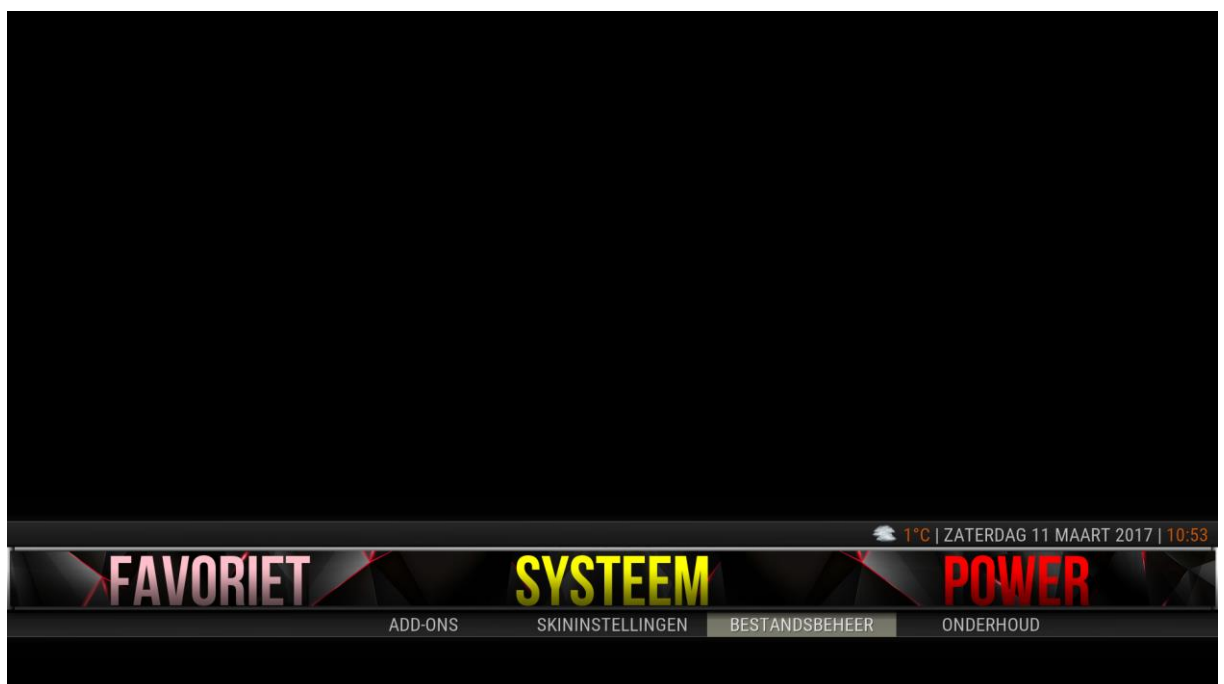 1°C | ZATERDAG 11 MAART 2017 | 10:53
FAVORIET SYSTEEM POWER
ADD-ONS SKININSTELLINGEN BESTANDSBEHEER ONDERHOUD